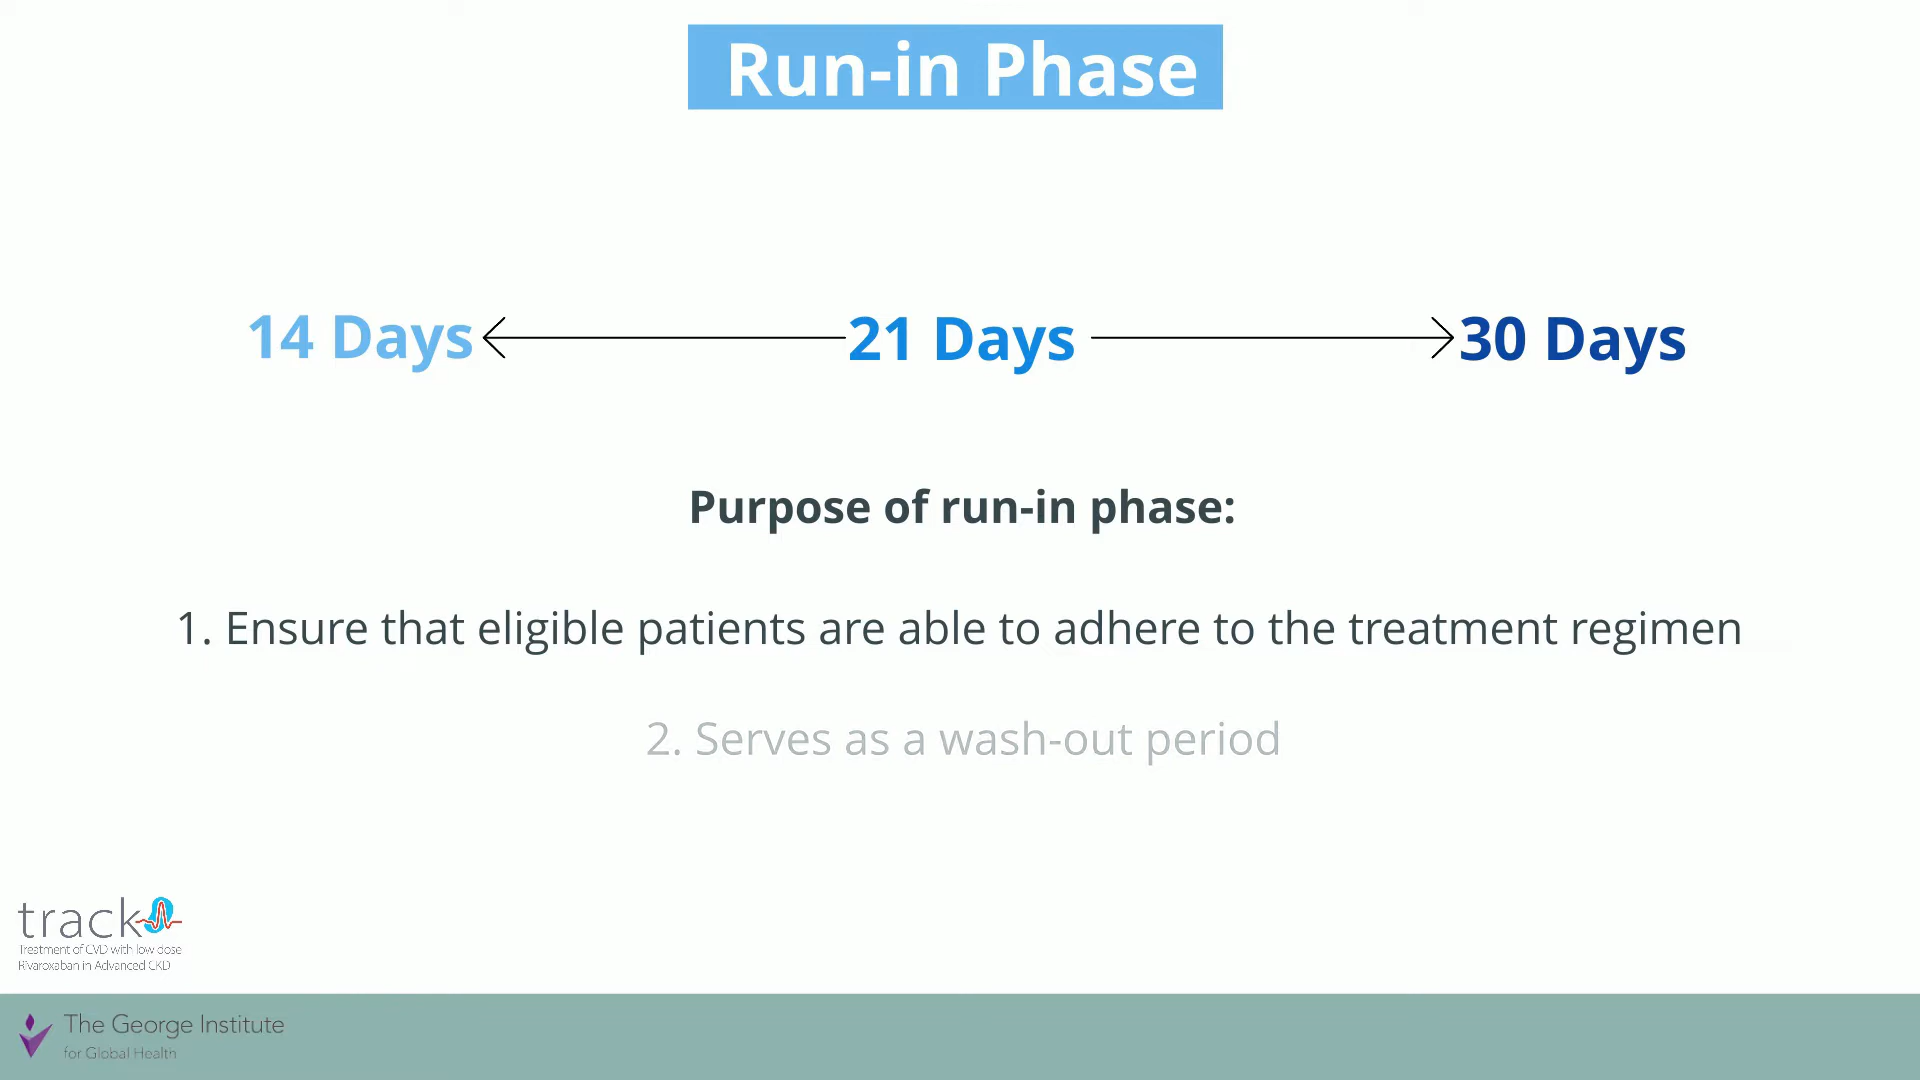 Run-in Phase
14 Days 21 Days 30 Days
Purpose of run-in phase:
1. Ensure that eligible patients are able to adhere to the treatment regimen
2. Serves as a wash-out period
track
Treatment of CVD with low dose
Rivaroxaban in Advanced CKD
The George Institute
for Global Health